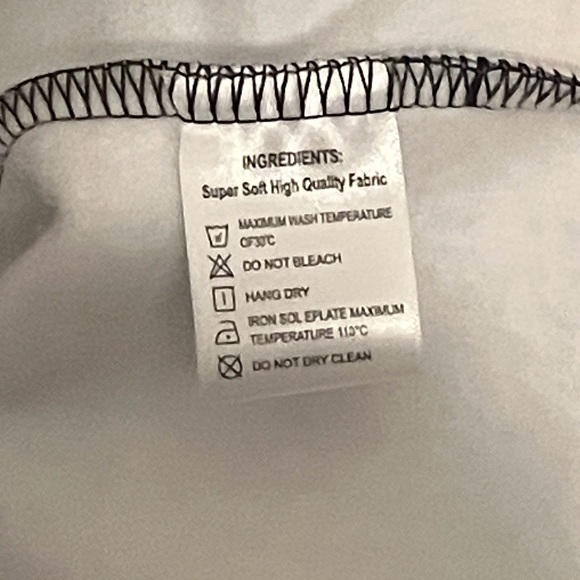 INGREDIENTS:
Super Soft High Quality Fabric
MAXIMUM WASH TEMPERATURE
OF30°C
DO NOT BLEACH
HANG DRY
IRON SOL EPLATE MAXIMUM
TEMPERATURE 110°C
DO NOT DRY CLEAN